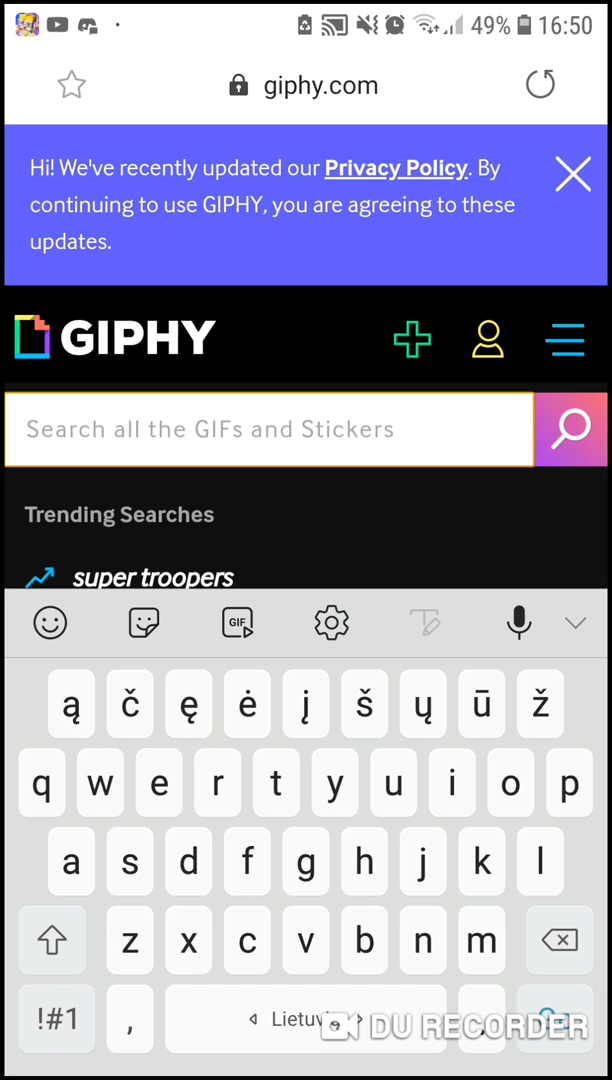 49% 16:50
giphy.com
Hi! We've recently updated our Privacy Policy. By
continuing to use GIPHY, you are agreeing to these
updates.
GIPHY
Search all the GIFs and Stickers
Trending Searches
super troopers
GIF
ą č ę ė į š ų ū ž
q w e r t y u i o p
a s d f g h j k l
z x c v b n m
!#1 ,
DU RECORDER